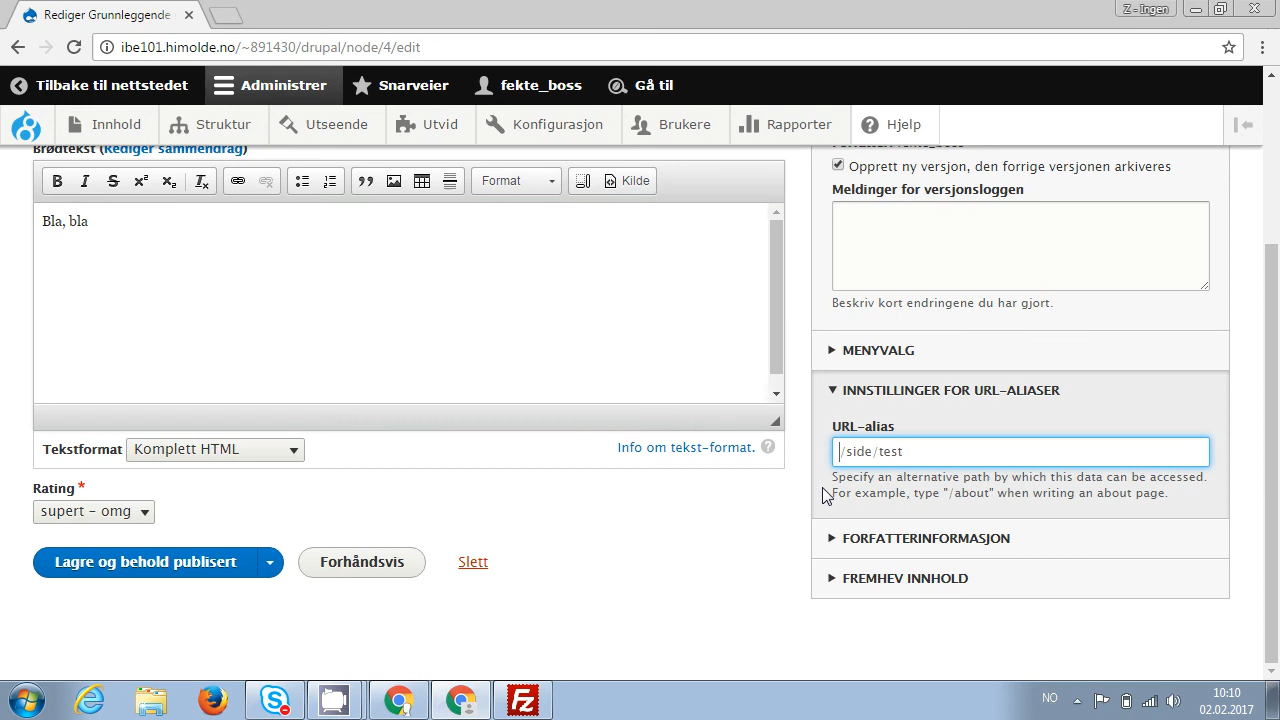 Rediger Grunnleggende
Z - Ingen
ibe101.himolde.no/~891430/drupal/node/4/edit
Tilbake til nettstedet
Administrer
Snarveier
fekte_boss
Gå til
Innhold
Struktur
Utseende
Utvid
Konfigurasjon
Brukere
Rapporter
Hjelp
Brødtekst (Rediger sammendrag)
Format
Kilde
Bla, bla
Tekstformat
Komplett HTML
Info om tekst-format.
Rating *
supert - omg
Lagre og behold publisert
Forhåndsvis
Slett
Opprett ny versjon, den forrige versjonen arkiveres
Meldinger for versjonsloggen
Beskriv kort endringene du har gjort.
MENYVALG
INNSTILLINGER FOR URL-ALIASER
URL-alias
/side/test
Specify an alternative path by which this data can be accessed.
For example, type "/about" when writing an about page.
FORFATTERINFORMASJON
FREMHEV INNHOLD
NO
10:10
02.02.2017